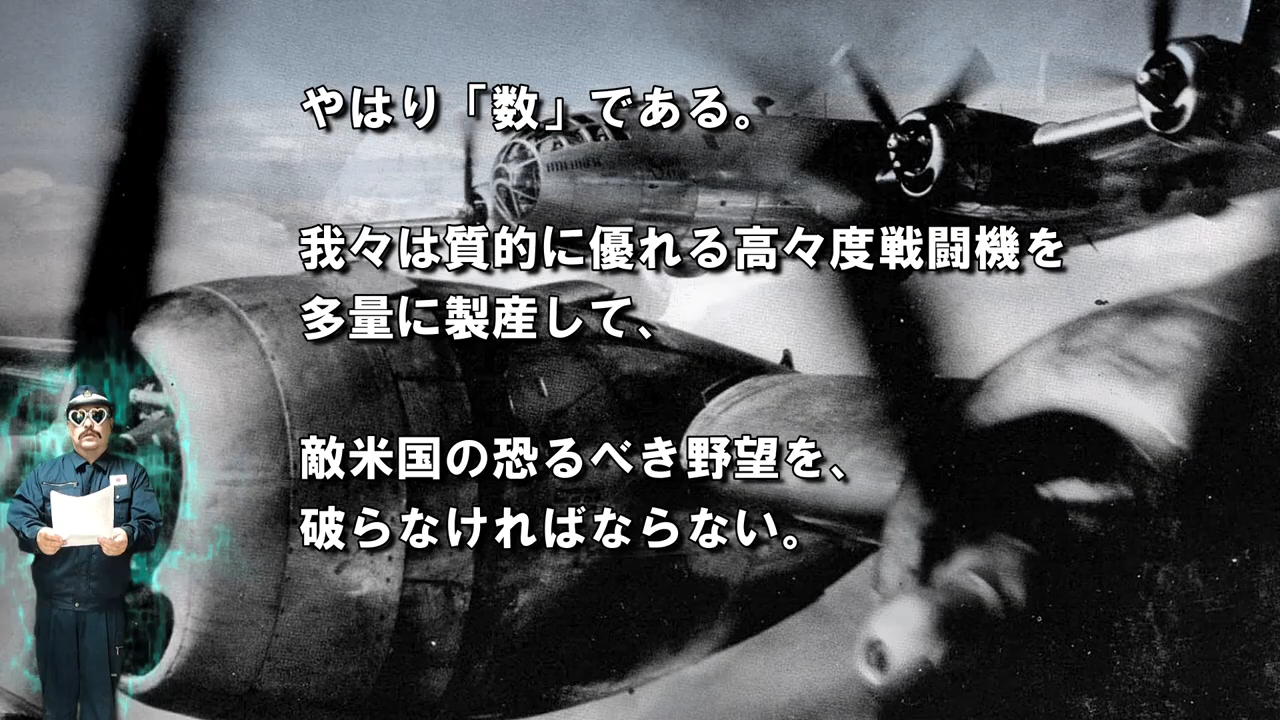 やはり「数」である。
我々は質的に優れる高々度戦闘機を
多量に製産して、
敵米国の恐るべき野望を、
破らなければならない。